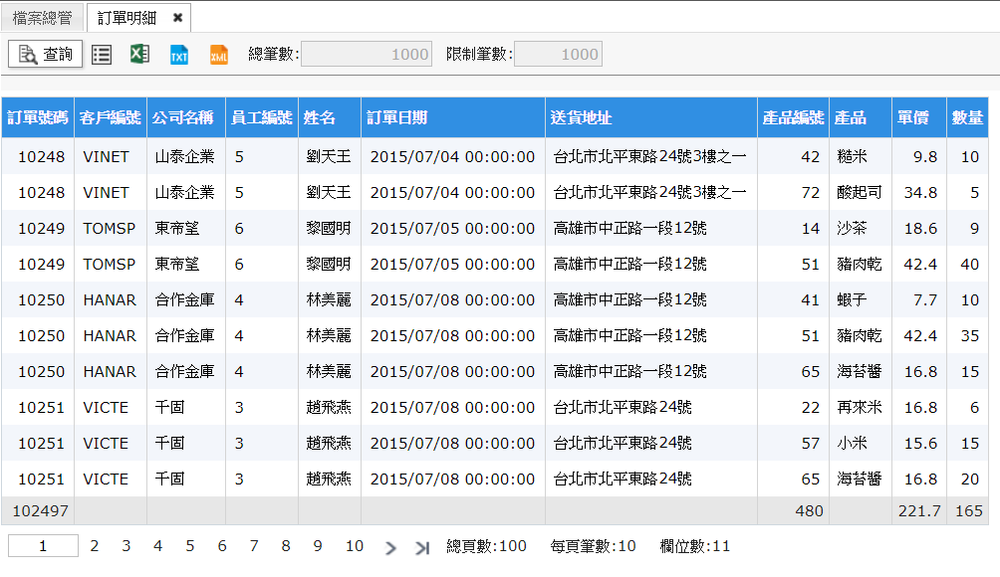 檔案總管 訂單明細 ✖
查詢 TXT XML 總筆數: 1000 限制筆數: 1000
訂單號碼 客戶編號 公司名稱 員工編號 姓名 訂單日期 送貨地址 產品編號 產品 單價 數量
10248 VINET 山泰企業 5 劉天王 2015/07/04 00:00:00 台北市北平東路24號3樓之一 42 糙米 9.8 10
10248 VINET 山泰企業 5 劉天王 2015/07/04 00:00:00 台北市北平東路24號3樓之一 72 酸起司 34.8 5
10249 TOMSP 東帝望 6 黎國明 2015/07/05 00:00:00 高雄市中正路一段12號 14 沙茶 18.6 9
10249 TOMSP 東帝望 6 黎國明 2015/07/05 00:00:00 高雄市中正路一段12號 51 豬肉乾 42.4 40
10250 HANAR 合作金庫 4 林美麗 2015/07/08 00:00:00 高雄市中正路一段12號 41 蝦子 7.7 10
10250 HANAR 合作金庫 4 林美麗 2015/07/08 00:00:00 高雄市中正路一段12號 51 豬肉乾 42.4 35
10250 HANAR 合作金庫 4 林美麗 2015/07/08 00:00:00 高雄市中正路一段12號 65 海苔醬 16.8 15
10251 VICTE 千固 3 趙飛燕 2015/07/08 00:00:00 台北市北平東路24號 22 再來米 16.8 6
10251 VICTE 千固 3 趙飛燕 2015/07/08 00:00:00 台北市北平東路24號 57 小米 15.6 15
10251 VICTE 千固 3 趙飛燕 2015/07/08 00:00:00 台北市北平東路24號 65 海苔醬 16.8 20
102497 480 221.7 165
1 2 3 4 5 6 7 8 9 10 總頁數:100 每頁筆數:10 欄位數:11